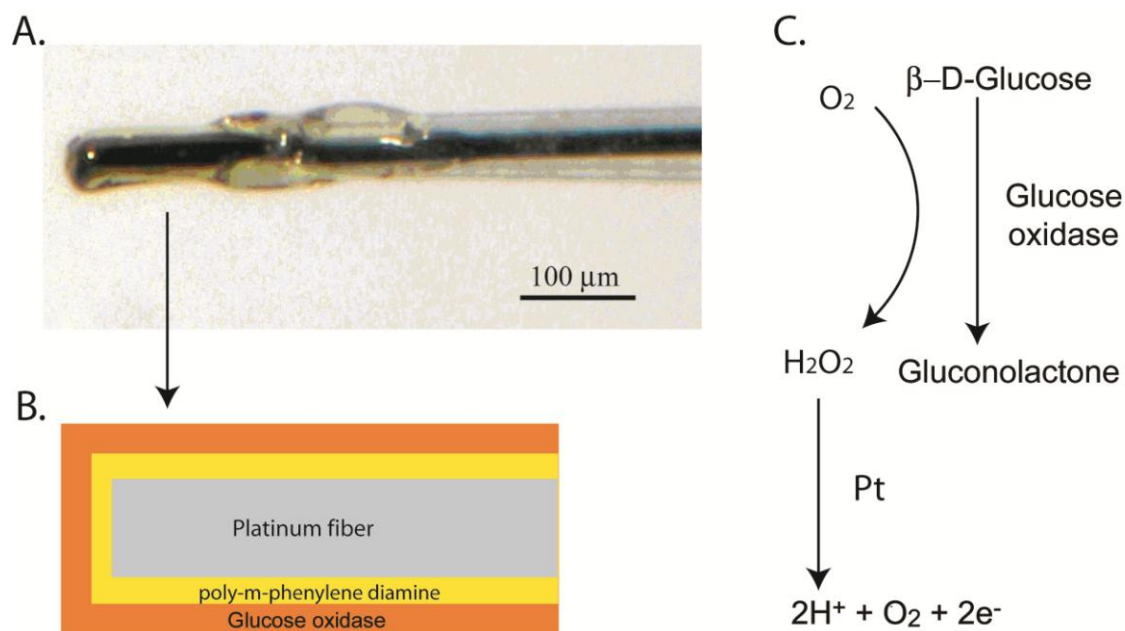 A.
100 µm
B.
Platinum fiber
poly-m-phenylene diamine
Glucose oxidase
C.
O₂
β–D-Glucose
Glucose
oxidase
H₂O₂
Gluconolactone
Pt
2H⁺ + O₂ + 2e⁻